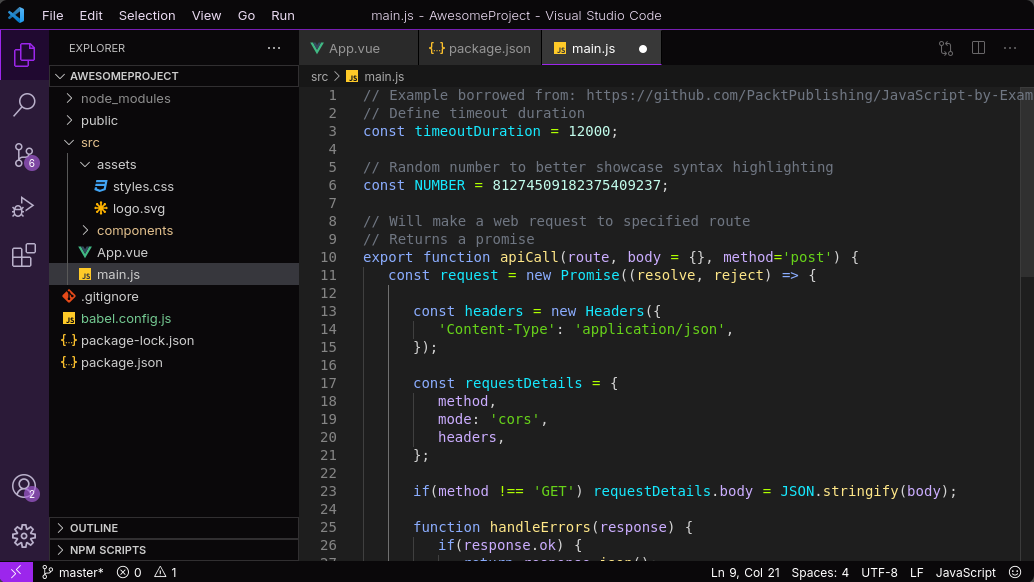 File Edit Selection View Go Run main.js - AwesomeProject - Visual Studio Code
EXPLORER
App.vue
{..} package.json
JS main.js
AWESOMEPROJECT
src > JS main.js
node_modules
public
src
assets
styles.css
logo.svg
components
App.vue
JS main.js
.gitignore
JS babel.config.js
{..} package-lock.json
{..} package.json
OUTLINE
NPM SCRIPTS
6
2
1 // Example borrowed from: https://github.com/PacktPublishing/JavaScript-by-Exam
2 // Define timeout duration
3 const timeoutDuration = 12000;
4
5 // Random number to better showcase syntax highlighting
6 const NUMBER = 81274509182375409237;
7
8 // Will make a web request to specified route
9 // Returns a promise
10 export function apiCall(route, body = {}, method='post') {
11 const request = new Promise((resolve, reject) => {
12
13 const headers = new Headers({
14 'Content-Type': 'application/json',
15 });
16
17 const requestDetails = {
18 method,
19 mode: 'cors',
20 headers,
21 };
22
23 if(method !== 'GET') requestDetails.body = JSON.stringify(body);
24
25 function handleErrors(response) {
26 if(response.ok) {
27 return response.json();
master* 0 1 Ln 9, Col 21 Spaces: 4 UTF-8 LF JavaScript